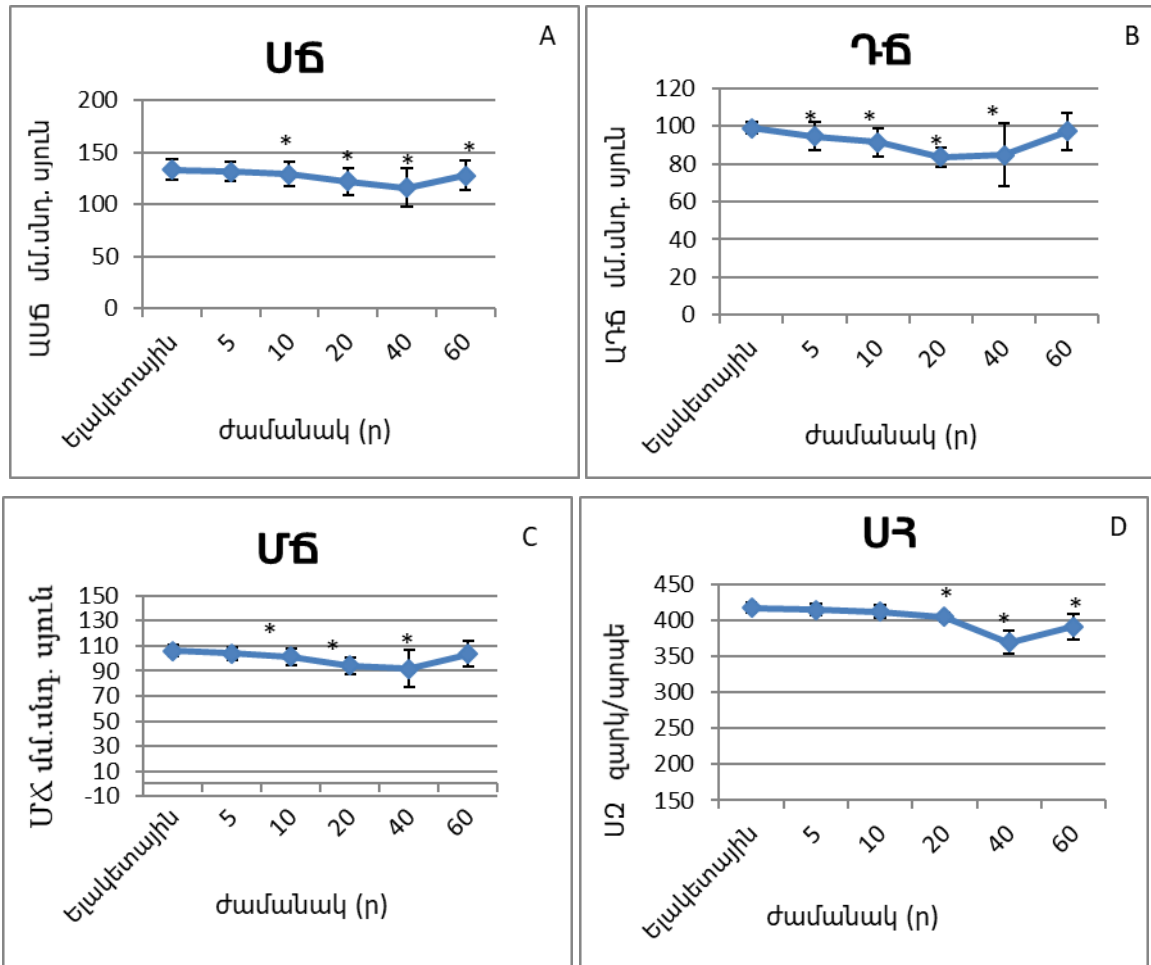 A
ՍՃ
ԱՍՃ մմ.սնդ. սյուն
200
150
100
50
0
* * * *
ելակետային 5 10 20 40 60
ժամանակ (ր)
B
ԴՃ
ԱԴՃ մմ.սնդ. սյուն
120
100
80
60
40
20
0
* * * *
ելակետային 5 10 20 40 60
ժամանակ (ր)
C
ՄՃ
ՄՃ մմ.սնդ. սյուն
150
130
110
90
70
50
30
10
-10
* * *
ելակետային 5 10 20 40 60
ժամանակ (ր)
D
ՍՀ
ՍԶ զարկ/պոպե
450
400
350
300
250
200
150
* * *
ելակետային 5 10 20 40 60
ժամանակ (ր)